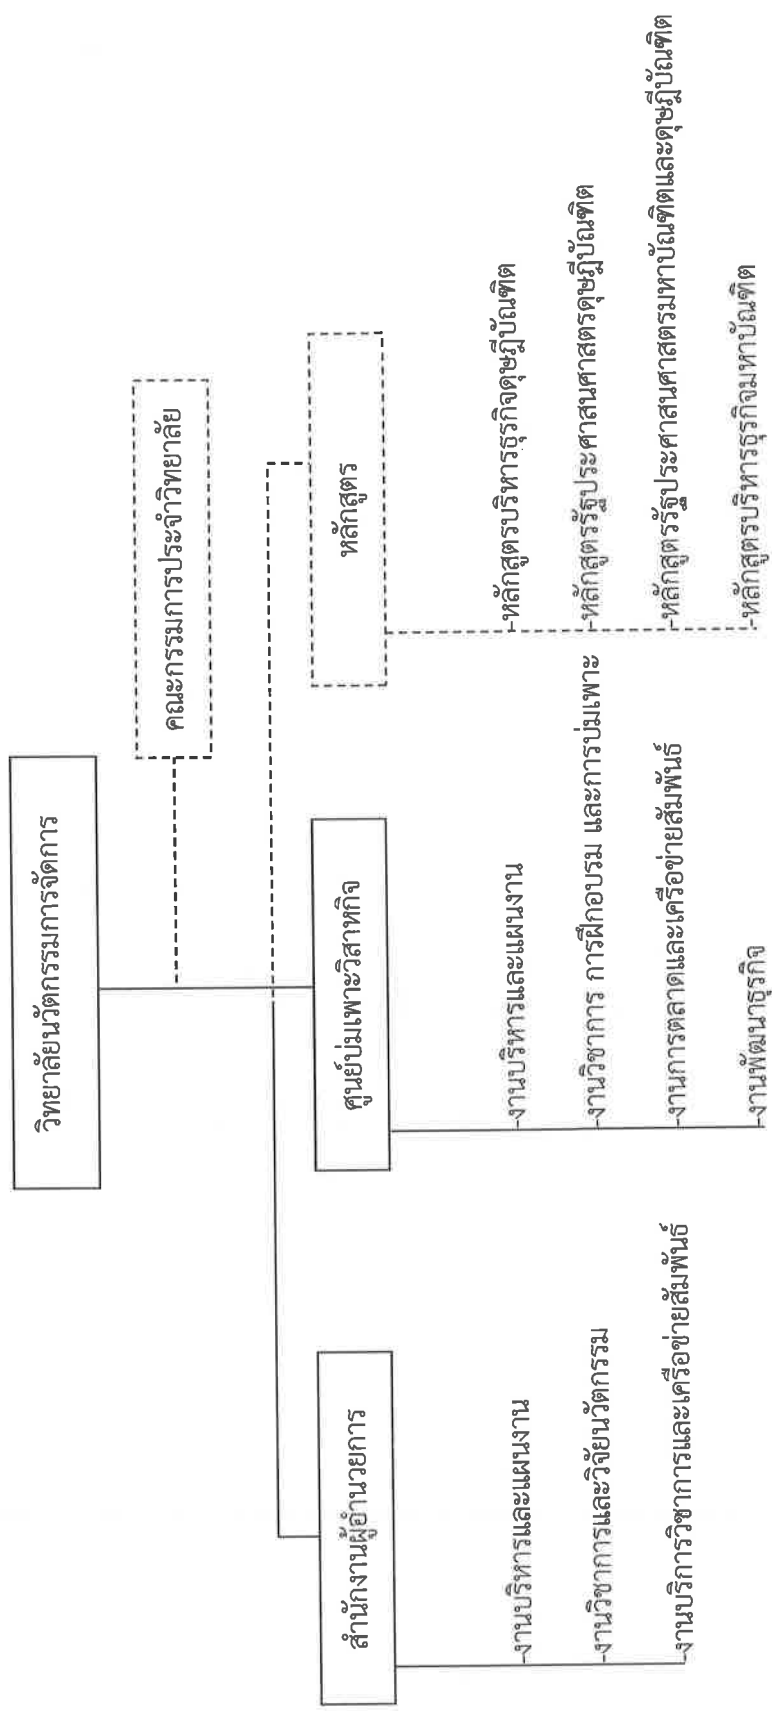 วิทยาลัยนวัตกรรมการจัดการ
คณะกรรมการประจำวิทยาลัย
สำนักงานผู้อำนวยการ
-งานบริหารและแผนงาน
-งานวิชาการและวิจัยนวัตกรรม
-งานบริการวิชาการและเครือข่ายสัมพันธ์
ศูนย์บ่มเพาะวิสาหกิจ
-งานบริหารและแผนงาน
-งานวิชาการ การฝึกอบรม และการบ่มเพาะ
-งานการตลาดและเครือข่ายสัมพันธ์
-งานพัฒนาธุรกิจ
หลักสูตร
-หลักสูตรบริหารธุรกิจดุษฎีบัณฑิต
-หลักสูตรรัฐประศาสนศาสตรดุษฎีบัณฑิต
-หลักสูตรรัฐประศาสนศาสตรมหาบัณฑิตและดุษฎีบัณฑิต
-หลักสูตรบริหารธุรกิจมหาบัณฑิต